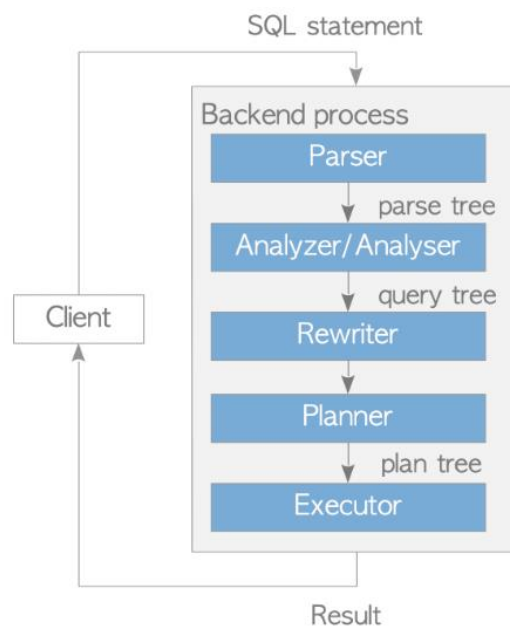 SQL statement
Backend process
Parser
parse tree
Analyzer/Analyser
query tree
Client
Rewriter
Planner
plan tree
Executor
Result